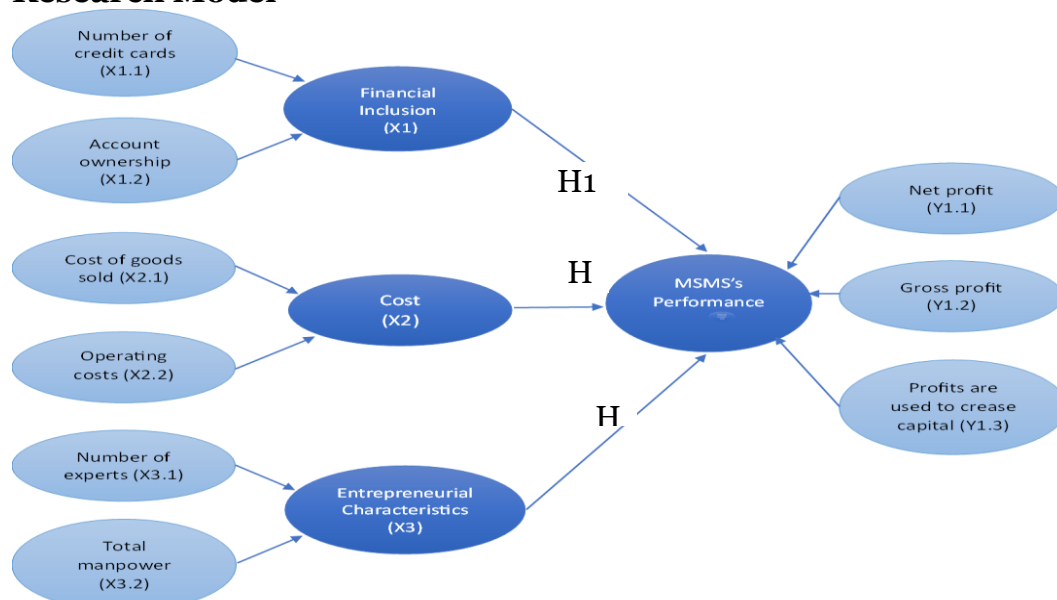 Research Model
Number of
credit cards
(X1.1)
Account
ownership
(X1.2)
Financial
Inclusion
(X1)
H1
Cost of goods
sold (X2.1)
Operating
costs (X2.2)
Cost
(X2)
H
Number of
experts (X3.1)
Total
manpower
(X3.2)
Entrepreneurial
Characteristics
(X3)
H
MSMS's
Performance
Net profit
(Y1.1)
Gross profit
(Y1.2)
Profits are
used to crease
capital (Y1.3)